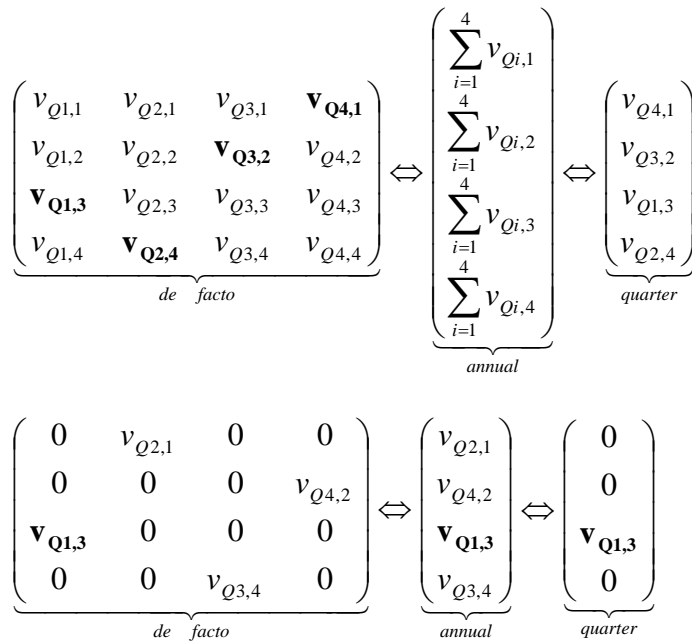 v_{Q1,1} v_{Q2,1} v_{Q3,1} **v_{Q4,1}**
v_{Q1,2} v_{Q2,2} **v_{Q3,2}** v_{Q4,2}
**v_{Q1,3}** v_{Q2,3} v_{Q3,3} v_{Q4,3}
v_{Q1,4} **v_{Q2,4}** v_{Q3,4} v_{Q4,4}
de facto
⇔
\sum_{i=1}^{4} v_{Qi,1}
\sum_{i=1}^{4} v_{Qi,2}
\sum_{i=1}^{4} v_{Qi,3}
\sum_{i=1}^{4} v_{Qi,4}
annual
⇔
v_{Q4,1}
v_{Q3,2}
v_{Q1,3}
v_{Q2,4}
quarter
0 v_{Q2,1} 0 0
0 0 0 v_{Q4,2}
**v_{Q1,3}** 0 0 0
0 0 v_{Q3,4} 0
de facto
⇔
v_{Q2,1}
v_{Q4,2}
**v_{Q1,3}**
v_{Q3,4}
annual
⇔
0
0
**v_{Q1,3}**
0
quarter